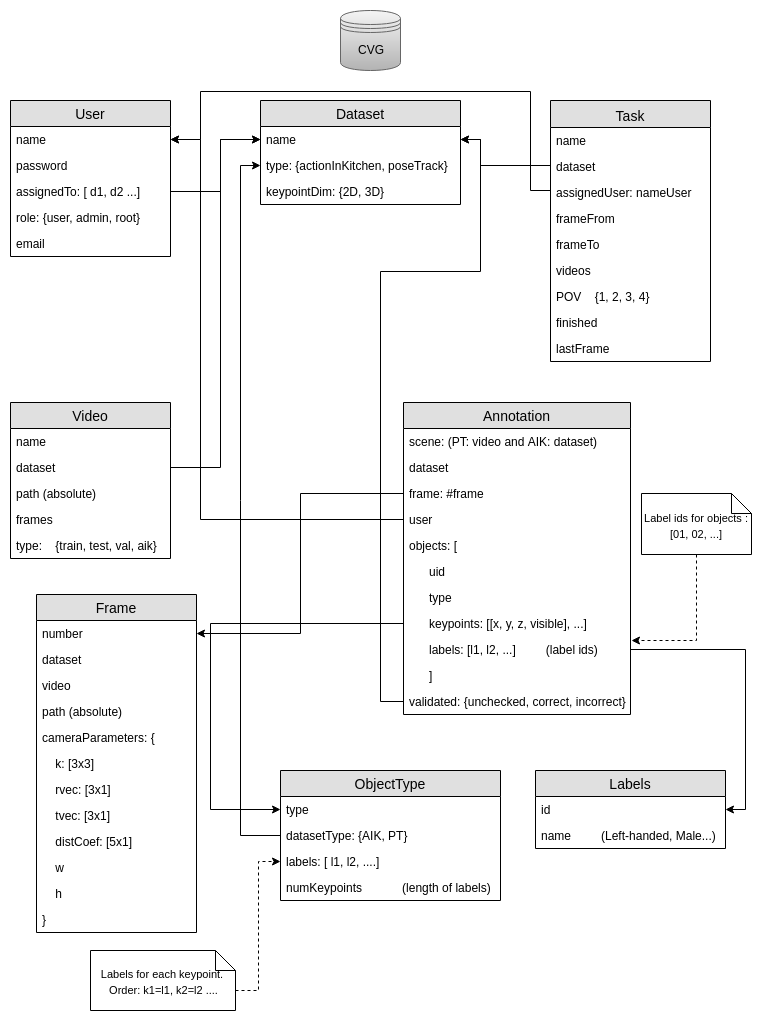 CVG
User
name
password
assignedTo: [ d1, d2 ...]
role: {user, admin, root}
email
Dataset
name
type: {actionInKitchen, poseTrack}
keypointDim: {2D, 3D}
Task
name
dataset
assignedUser: nameUser
frameFrom
frameTo
videos
POV {1, 2, 3, 4}
finished
lastFrame
Video
name
dataset
path (absolute)
frames
type: {train, test, val, aik}
Annotation
scene: (PT: video and AIK: dataset)
dataset
frame: #frame
user
objects: [
uid
type
keypoints: [[x, y, z, visible], ...]
labels: [l1, l2, ...] (label ids)
]
validated: {unchecked, correct, incorrect}
Label ids for objects :
[01, 02, ...]
Frame
number
dataset
video
path (absolute)
cameraParameters: {
k: [3x3]
rvec: [3x1]
tvec: [3x1]
distCoef: [5x1]
w
h
}
ObjectType
type
datasetType: {AIK, PT}
labels: [ l1, l2, ....]
numKeypoints (length of labels)
Labels
id
name (Left-handed, Male...)
Labels for each keypoint.
Order: k1=l1, k2=l2 ....